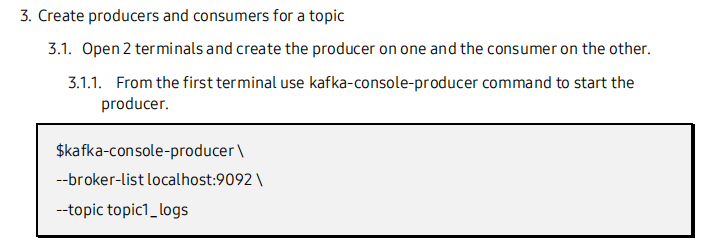 3. Create producers and consumers for a topic
3.1. Open 2 terminals and create the producer on one and the consumer on the other.
3.1.1. From the first terminal use kafka-console-producer command to start the
producer.
$kafka-console-producer \
--broker-list localhost:9092 \
--topic topic1_logs